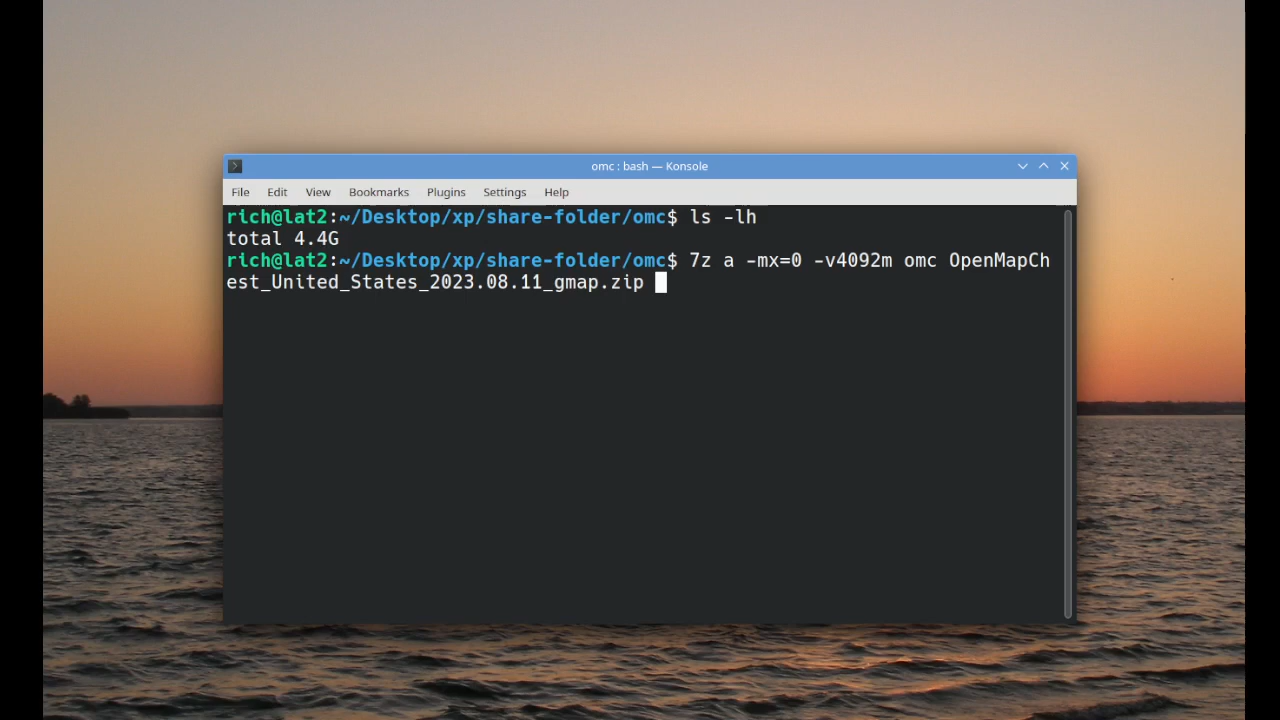 omc : bash — Konsole
File Edit View Bookmarks Plugins Settings Help
rich@lat2:~/Desktop/xp/share-folder/omc$ ls -lh
total 4.4G
rich@lat2:~/Desktop/xp/share-folder/omc$ 7z a -mx=0 -v4092m omc OpenMapCh
est_United_States_2023.08.11_gmap.zip